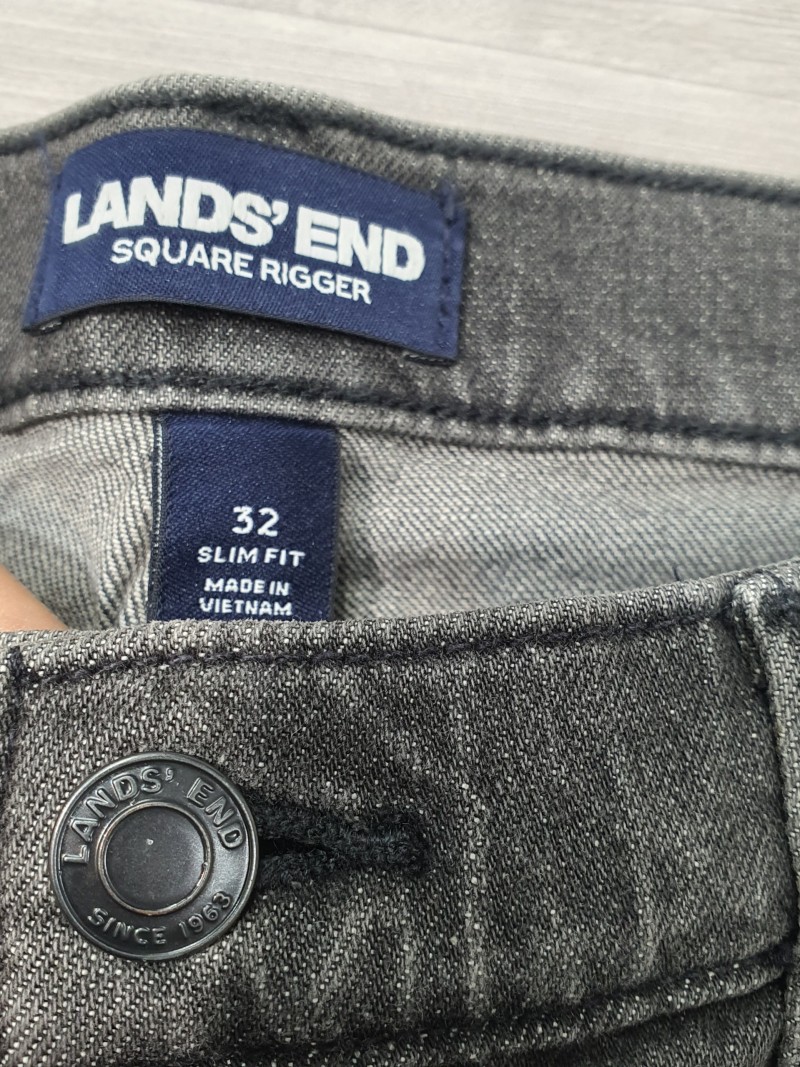 LANDS' END
SQUARE RIGGER
32
SLIM FIT
MADE IN
VIETNAM
LANDS' END
SINCE 1963